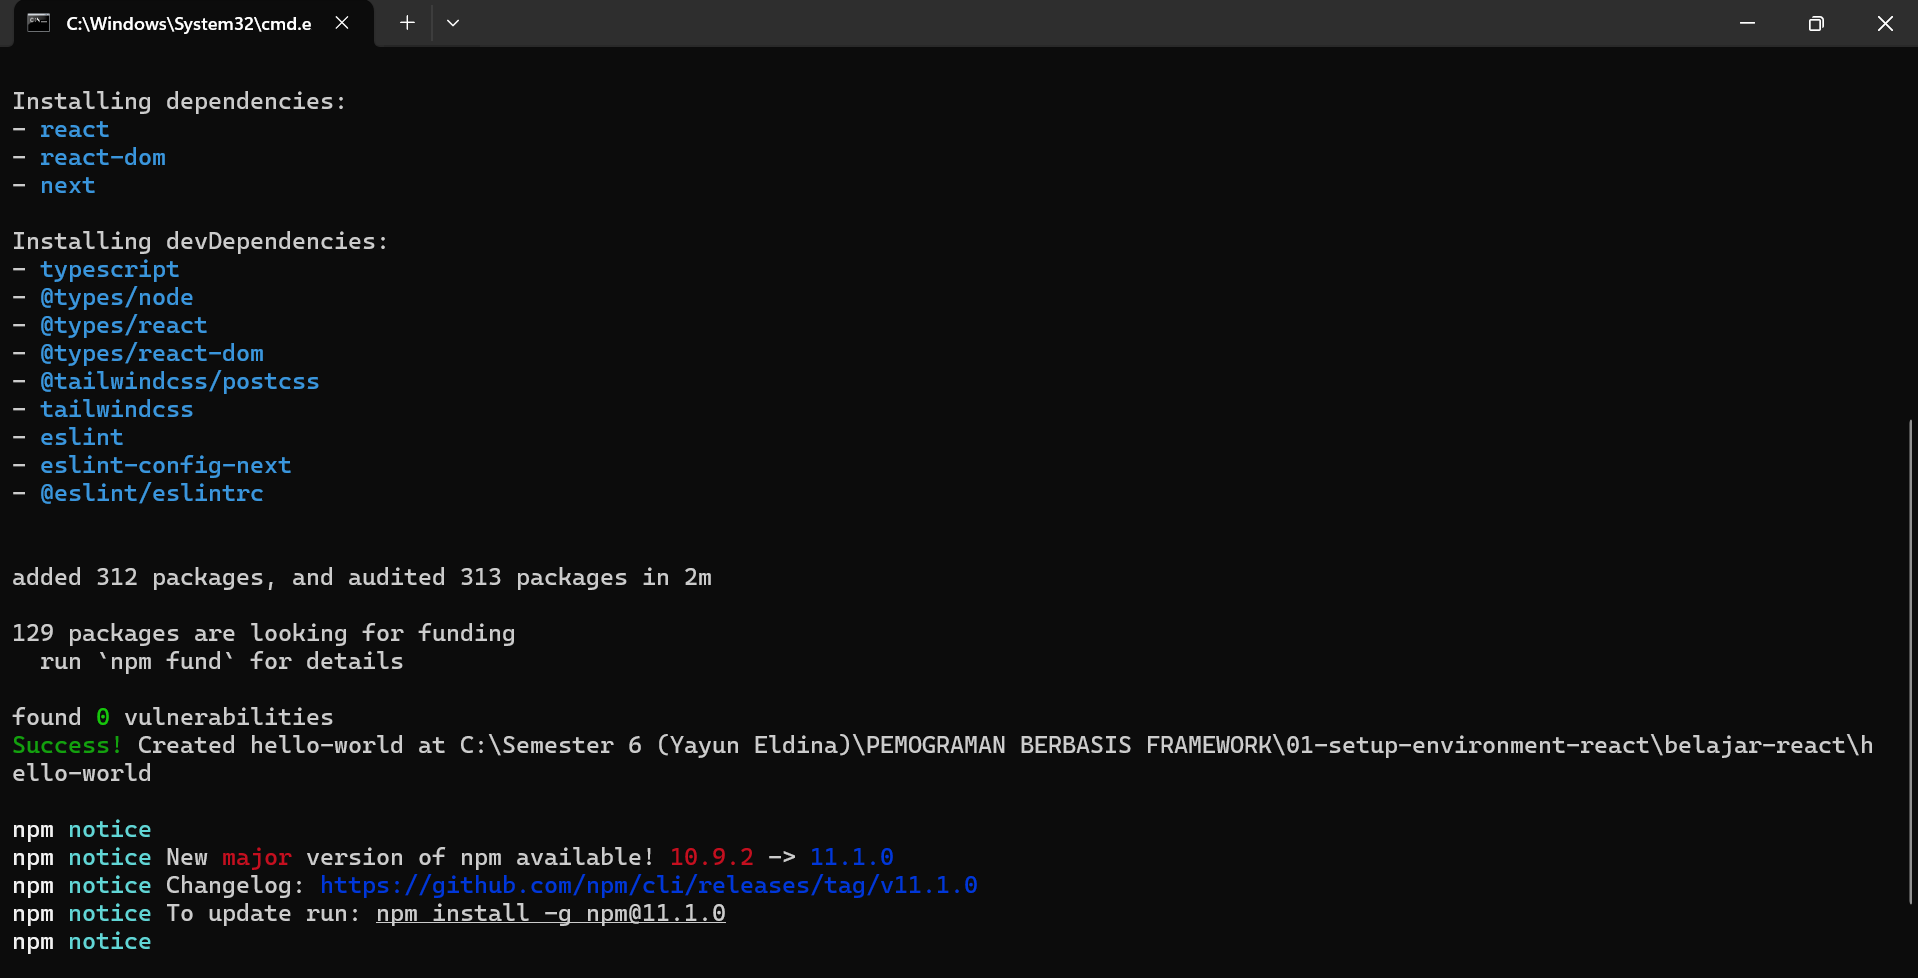 C:\Windows\System32\cmd.e
Installing dependencies:
- react
- react-dom
- next
Installing devDependencies:
- typescript
- @types/node
- @types/react
- @types/react-dom
- @tailwindcss/postcss
- tailwindcss
- eslint
- eslint-config-next
- @eslint/eslintrc
added 312 packages, and audited 313 packages in 2m
129 packages are looking for funding
  run `npm fund` for details
found 0 vulnerabilities
Success! Created hello-world at C:\Semester 6 (Yayun Eldina)\PEMOGRAMAN BERBASIS FRAMEWORK\01-setup-environment-react\belajar-react\h
ello-world
npm notice
npm notice New major version of npm available! 10.9.2 -> 11.1.0
npm notice Changelog: https://github.com/npm/cli/releases/tag/v11.1.0
npm notice To update run: npm install -g npm@11.1.0
npm notice